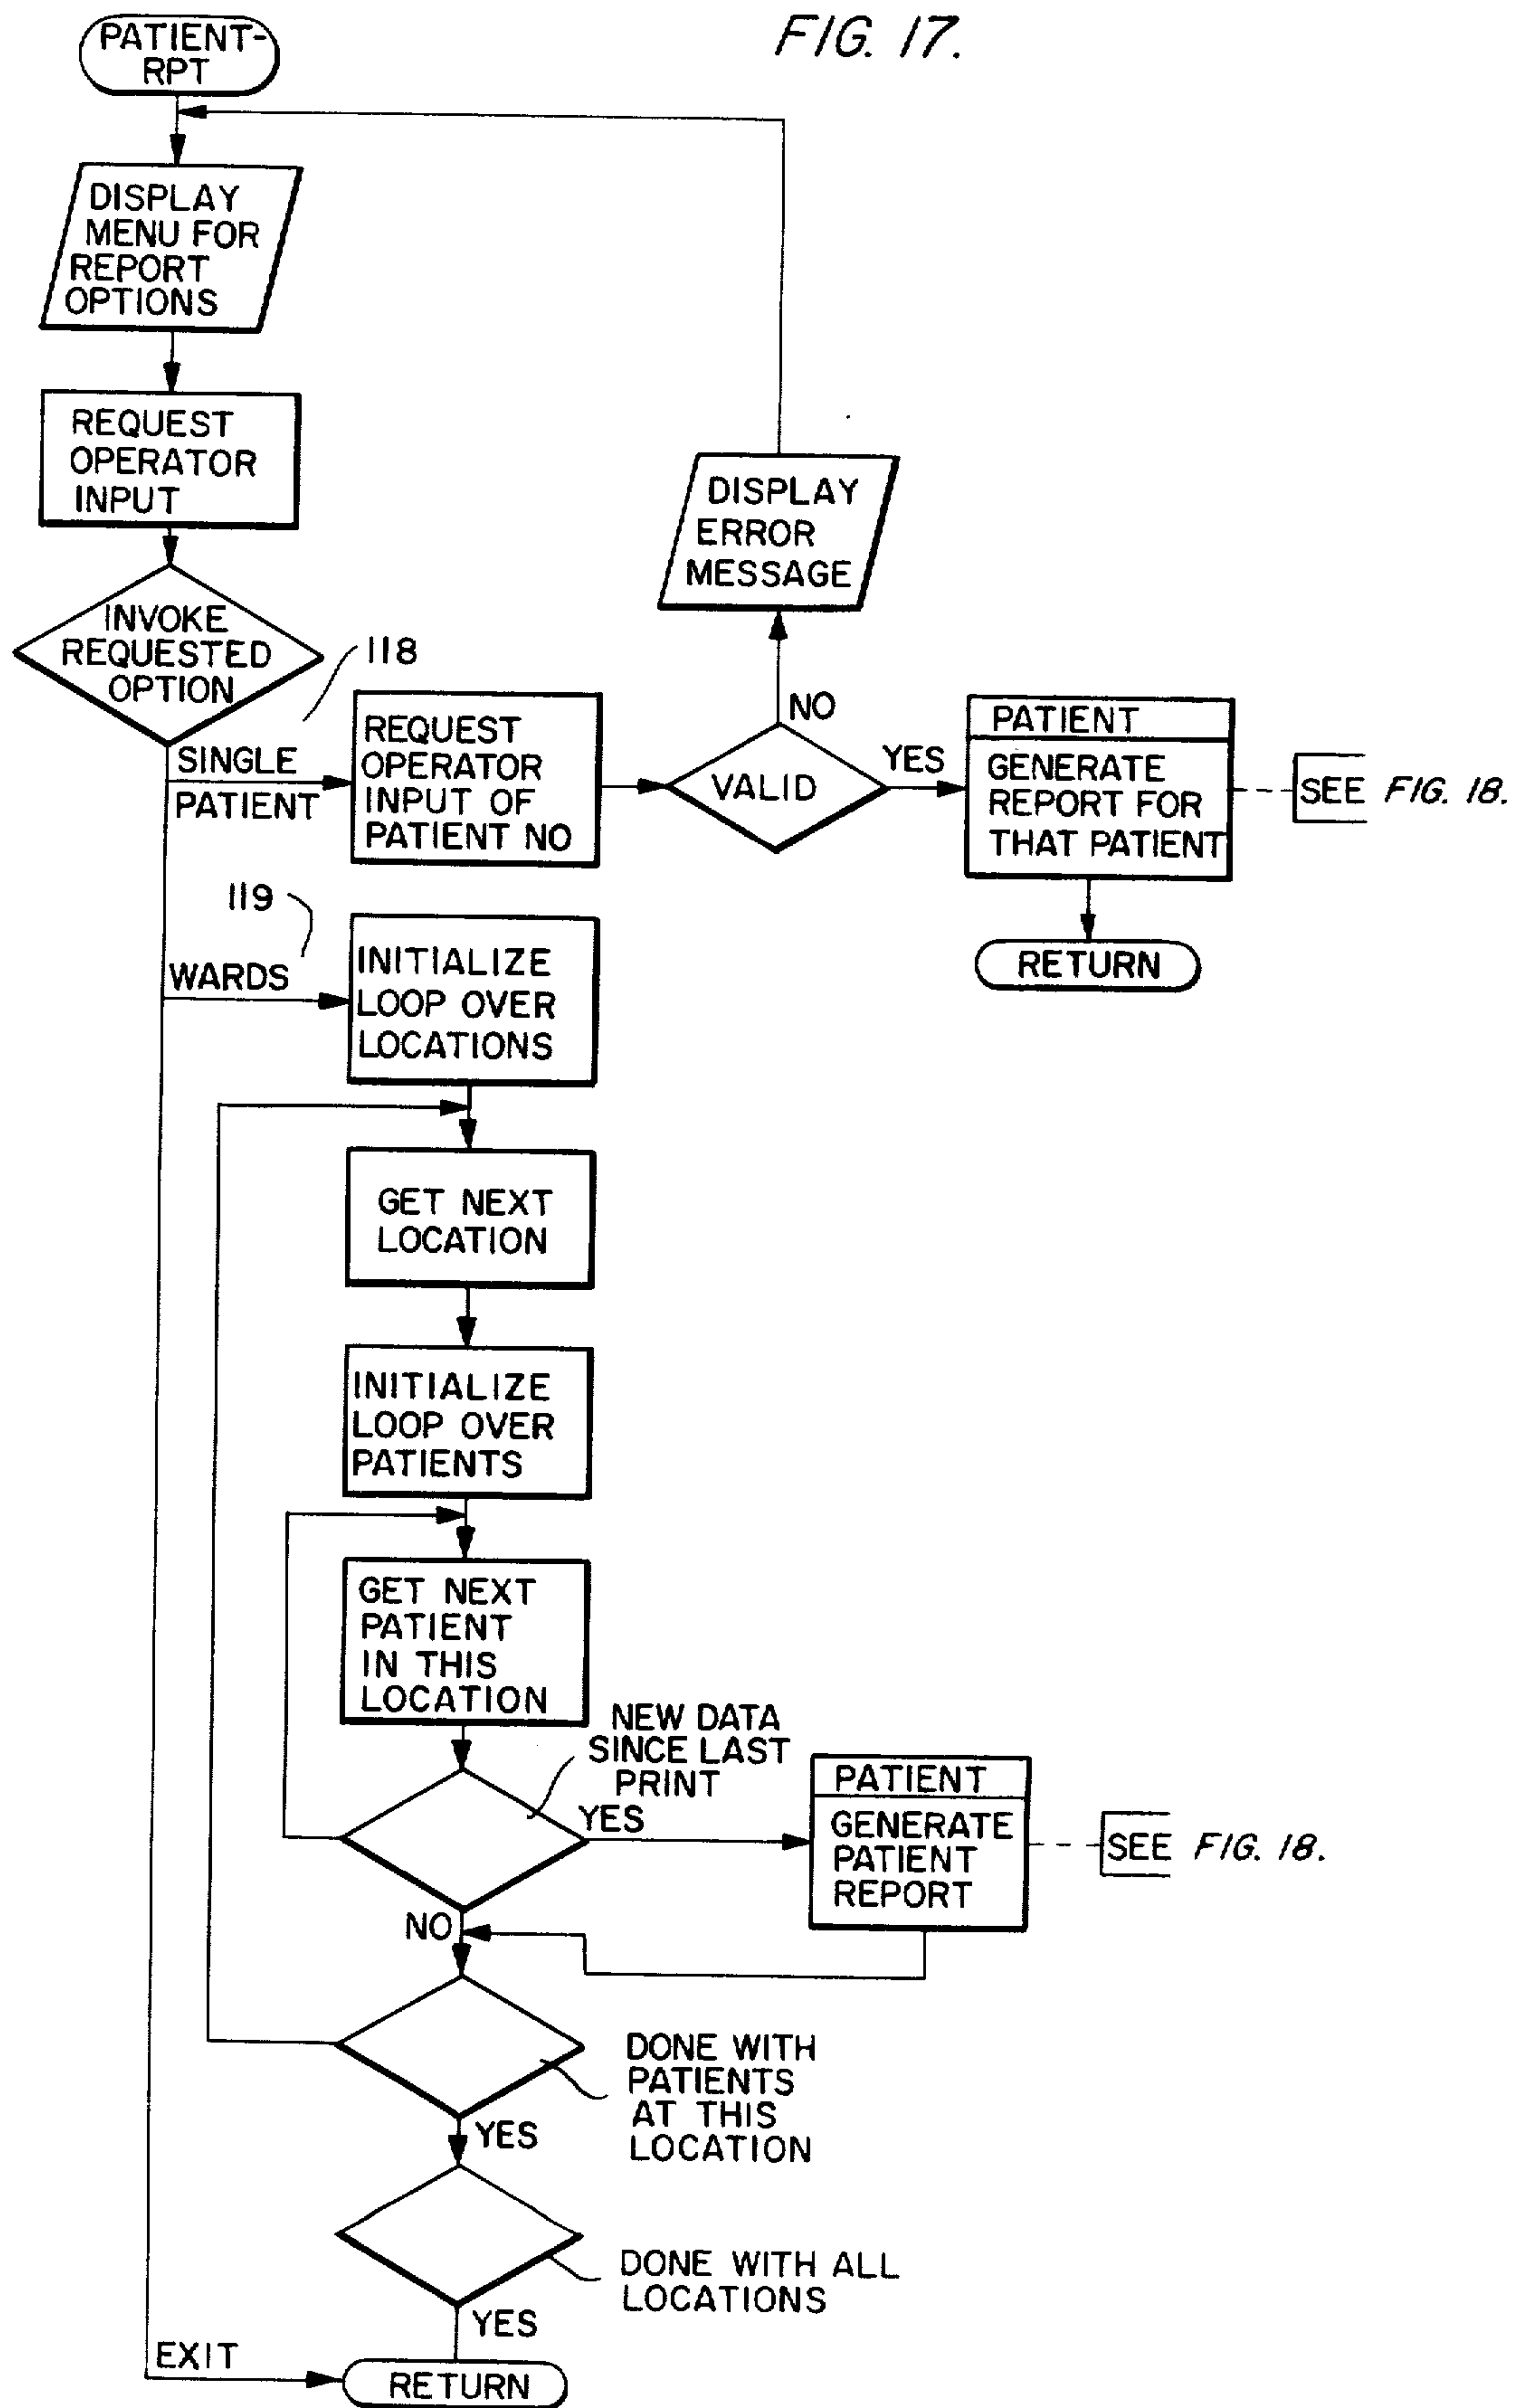 FIG. 17.
PATIENT-
RPT
DISPLAY
MENU FOR
REPORT
OPTIONS
REQUEST
OPERATOR
INPUT
DISPLAY
ERROR
MESSAGE
INVOKE
REQUESTED
OPTION
118
SINGLE
PATIENT
REQUEST
OPERATOR
INPUT OF
PATIENT NO
VALID
NO
YES
PATIENT
GENERATE
REPORT FOR
THAT PATIENT
SEE FIG. 18.
RETURN
119
WARDS
INITIALIZE
LOOP OVER
LOCATIONS
GET NEXT
LOCATION
INITIALIZE
LOOP OVER
PATIENTS
GET NEXT
PATIENT
IN THIS
LOCATION
NEW DATA
SINCE LAST
PRINT
YES
PATIENT
GENERATE
PATIENT
REPORT
SEE FIG. 18.
NO
DONE WITH
PATIENTS
AT THIS
LOCATION
YES
DONE WITH ALL
LOCATIONS
YES
EXIT
RETURN